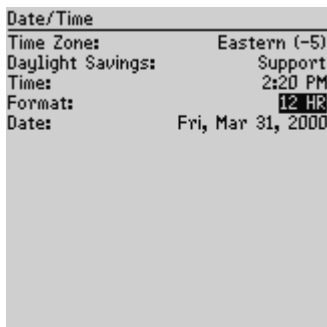 Date/Time
Time Zone: Eastern (-5)
Daylight Savings: Support
Time: 2:20 PM
Format: 12 HR
Date: Fri, Mar 31, 2000